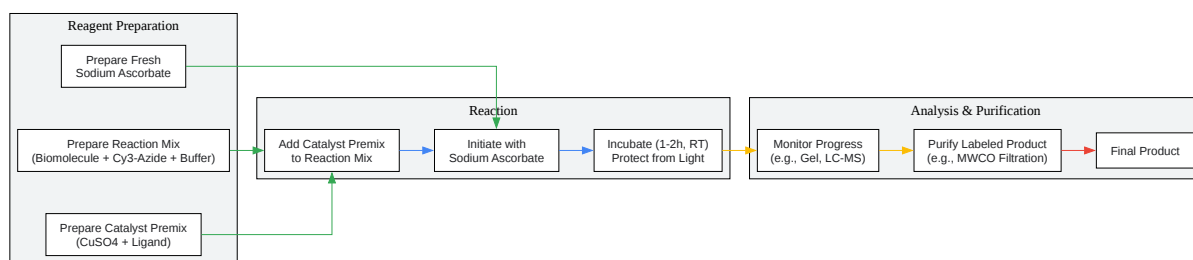 Reagent Preparation
Prepare Fresh
Sodium Ascorbate
Prepare Reaction Mix
(Biomolecule + Cy3-Azide + Buffer)
Prepare Catalyst Premix
(CuSO4 + Ligand)
Reaction
Add Catalyst Premix
to Reaction Mix
Initiate with
Sodium Ascorbate
Incubate (1-2h, RT)
Protect from Light
Analysis & Purification
Monitor Progress
(e.g., Gel, LC-MS)
Purify Labeled Product
(e.g., MWCO Filtration)
Final Product